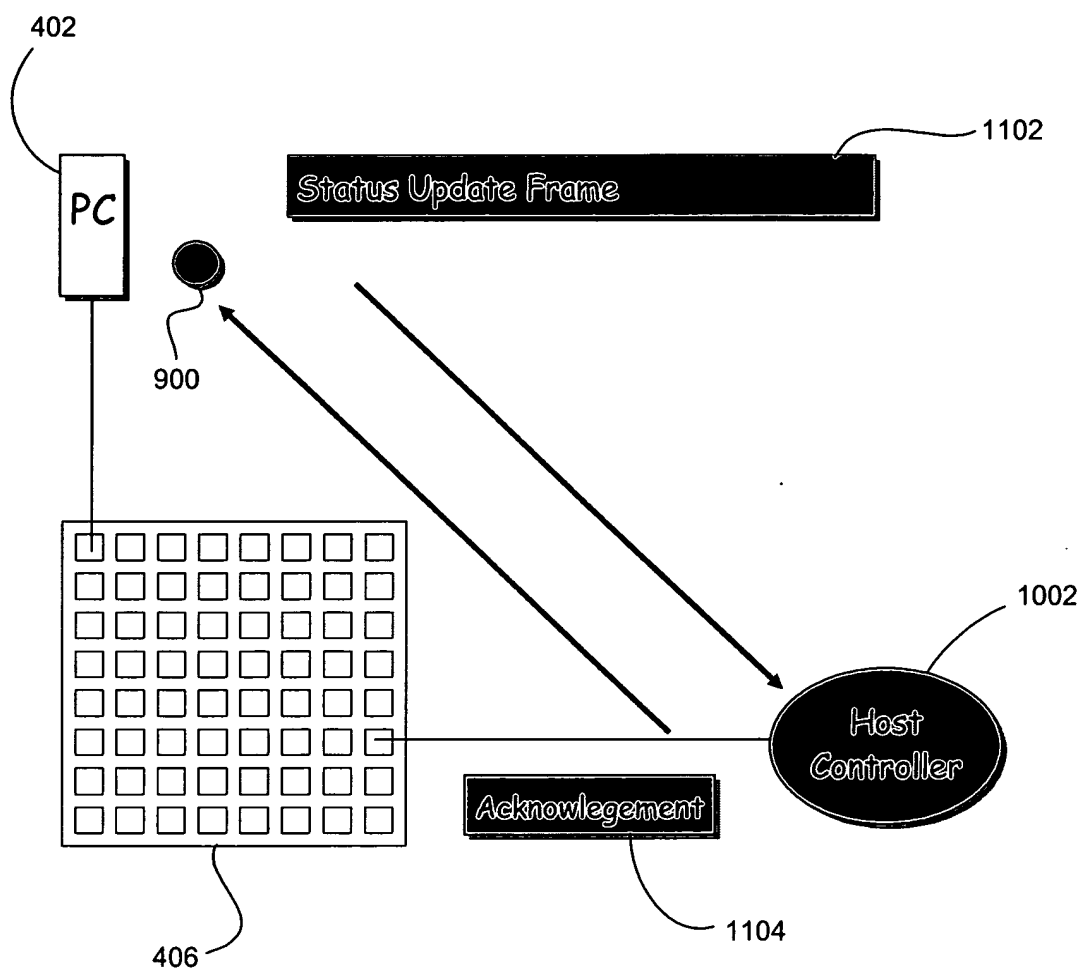 402
1102
Status Update Frame
PC
900
1002
Host
Controller
Acknowlegement
1104
406